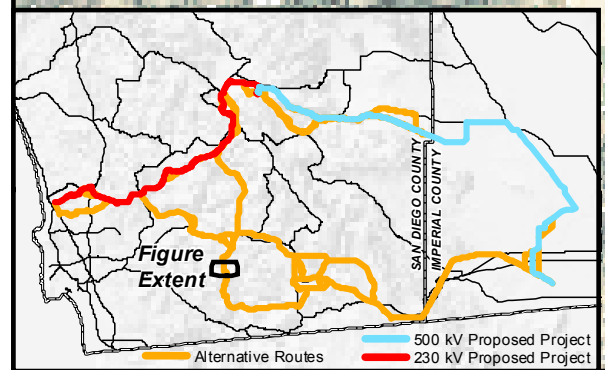 SAN DIEGO COUNTY
IMPERIAL COUNTY
Figure
Extent
500 kV Proposed Project
Alternative Routes
230 kV Proposed Project